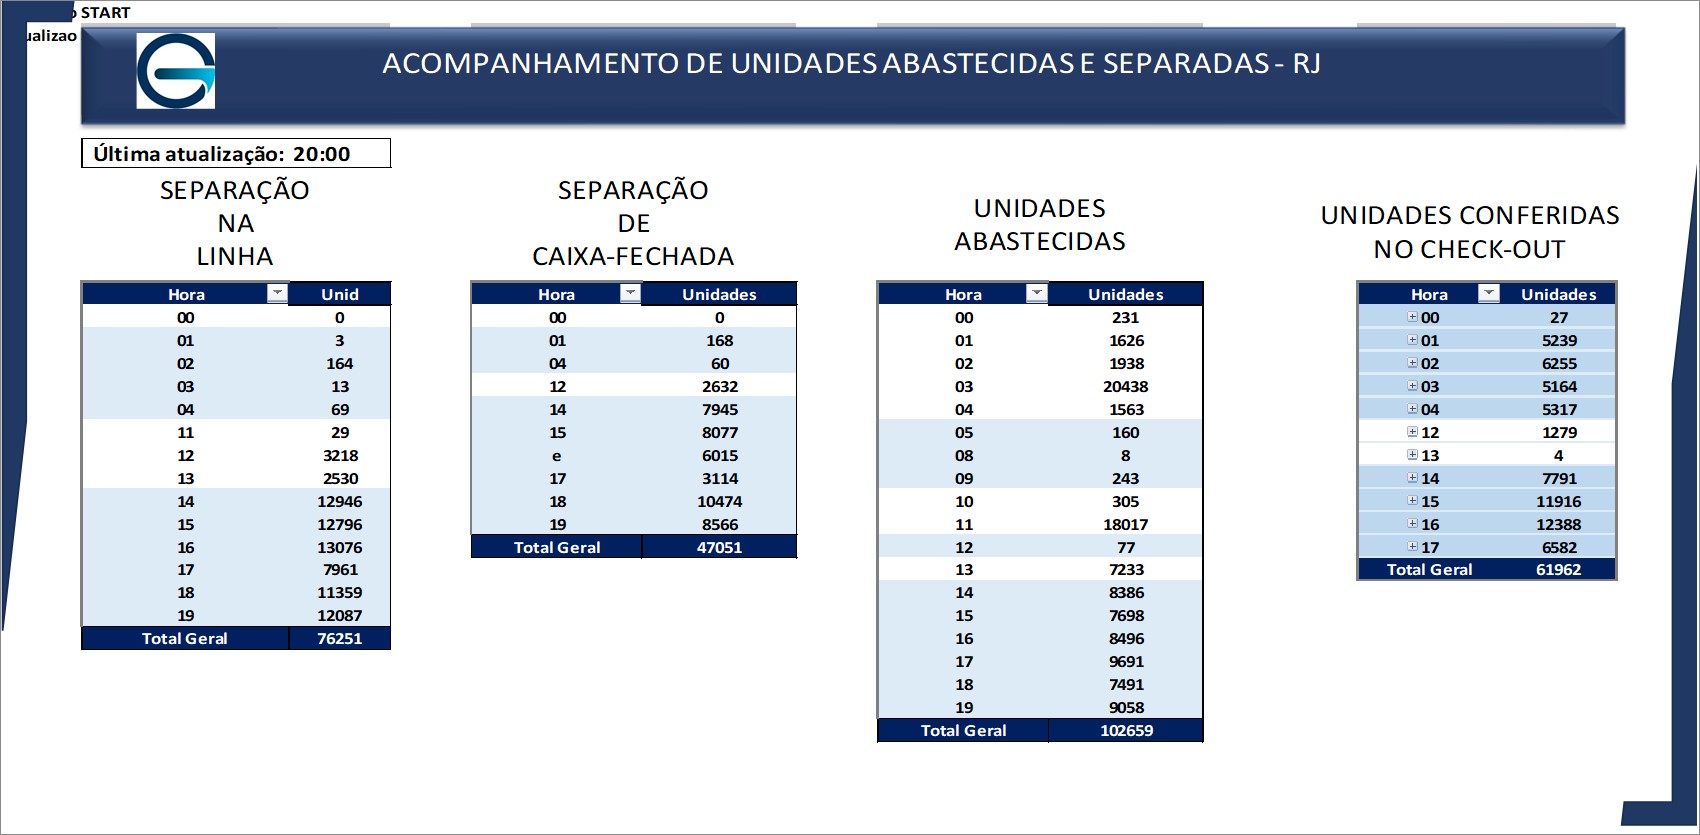 START
ualizao
ACOMPANHAMENTO DE UNIDADES ABASTECIDAS E SEPARADAS - RJ
Última atualização: 20:00
SEPARAÇÃO
NA
LINHA
Hora Unid
00 0
01 3
02 164
03 13
04 69
11 29
12 3218
13 2530
14 12946
15 12796
16 13076
17 7961
18 11359
19 12087
Total Geral 76251
SEPARAÇÃO
DE
CAIXA-FECHADA
Hora Unidades
00 0
01 168
04 60
12 2632
14 7945
15 8077
e 6015
17 3114
18 10474
19 8566
Total Geral 47051
UNIDADES
ABASTECIDAS
Hora Unidades
00 231
01 1626
02 1938
03 20438
04 1563
05 160
08 8
09 243
10 305
11 18017
12 77
13 7233
14 8386
15 7698
16 8496
17 9691
18 7491
19 9058
Total Geral 102659
UNIDADES CONFERIDAS
NO CHECK-OUT
Hora Unidades
00 27
01 5239
02 6255
03 5164
04 5317
12 1279
13 4
14 7791
15 11916
16 12388
17 6582
Total Geral 61962